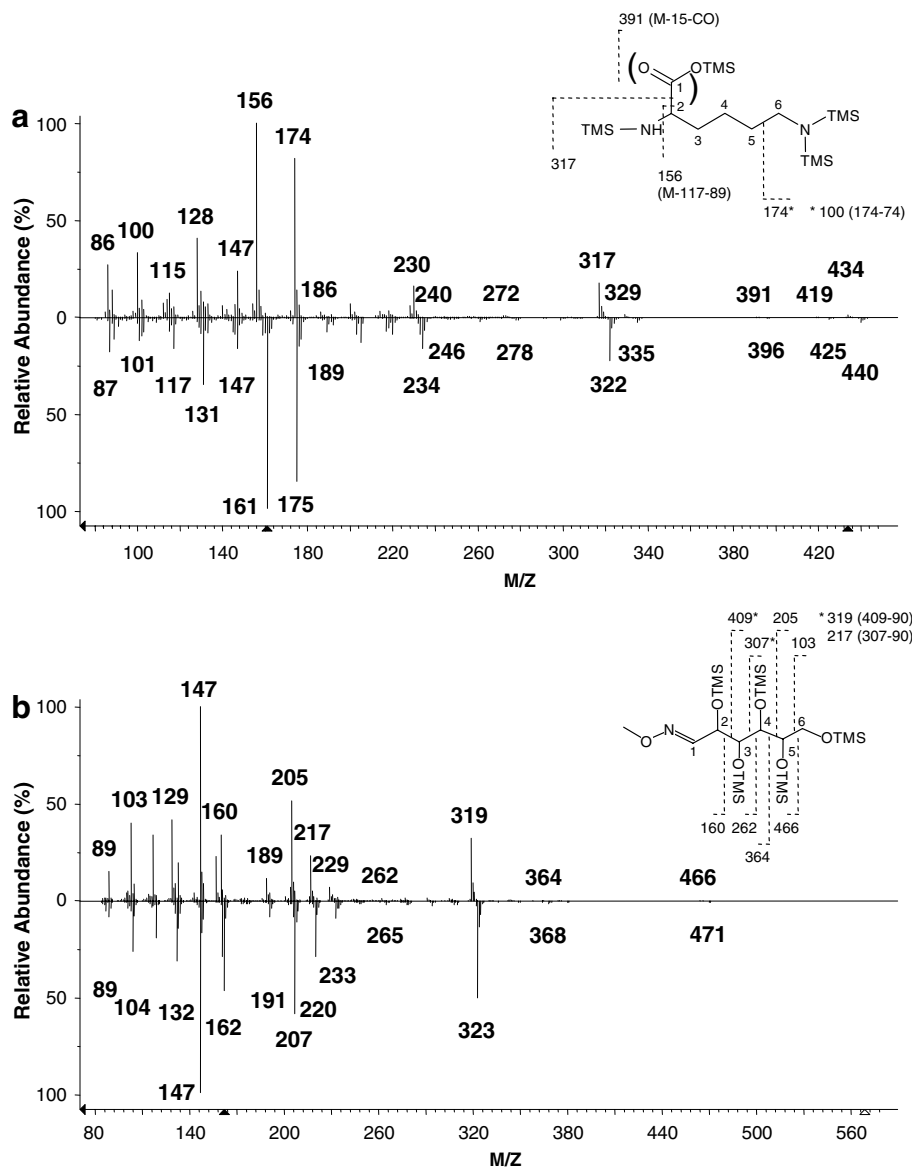 a
391 (M-15-CO)
O
OTMS
1
2
4
6
TMS
NH
3
5
N
TMS
TMS
317
156
(M-117-89)
174* * 100 (174-74)
Relative Abundance (%)
100
50
0
50
100
156
174
128
86
100
115
147
186
230
240
272
317
329
391
419
434
87
101
117
131
147
161
175
189
234
246
278
322
335
396
425
440
100 140 180 220 260 300 340 380 420
M/Z
b
409* 205 * 319 (409-90)
307* 103 217 (307-90)
OTMS
OTMS
O
N
1
2
3
4
5
6
OTMS
OTMS
OTMS
160 262 466
364
Relative Abundance (%)
100
50
0
50
100
147
103
129
89
160
189
205
217
229
262
319
364
466
89
104
132
147
162
191
207
220
233
265
323
368
471
80 140 200 260 320 380 440 500 560
M/Z